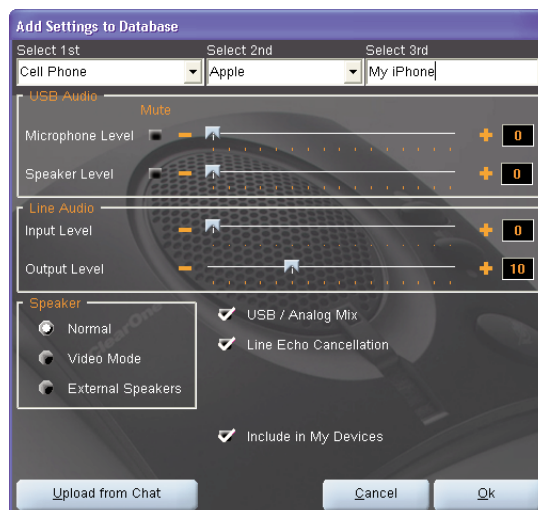 Add Settings to Database
Select 1st Select 2nd Select 3rd
Cell Phone Apple My iPhone
USB Audio
Mute
Microphone Level 0
Speaker Level 0
Line Audio
Input Level 0
Output Level 10
Speaker
Normal
Video Mode
External Speakers
USB / Analog Mix
Line Echo Cancellation
Include in My Devices
ClearOne
Upload from Chat Cancel Ok